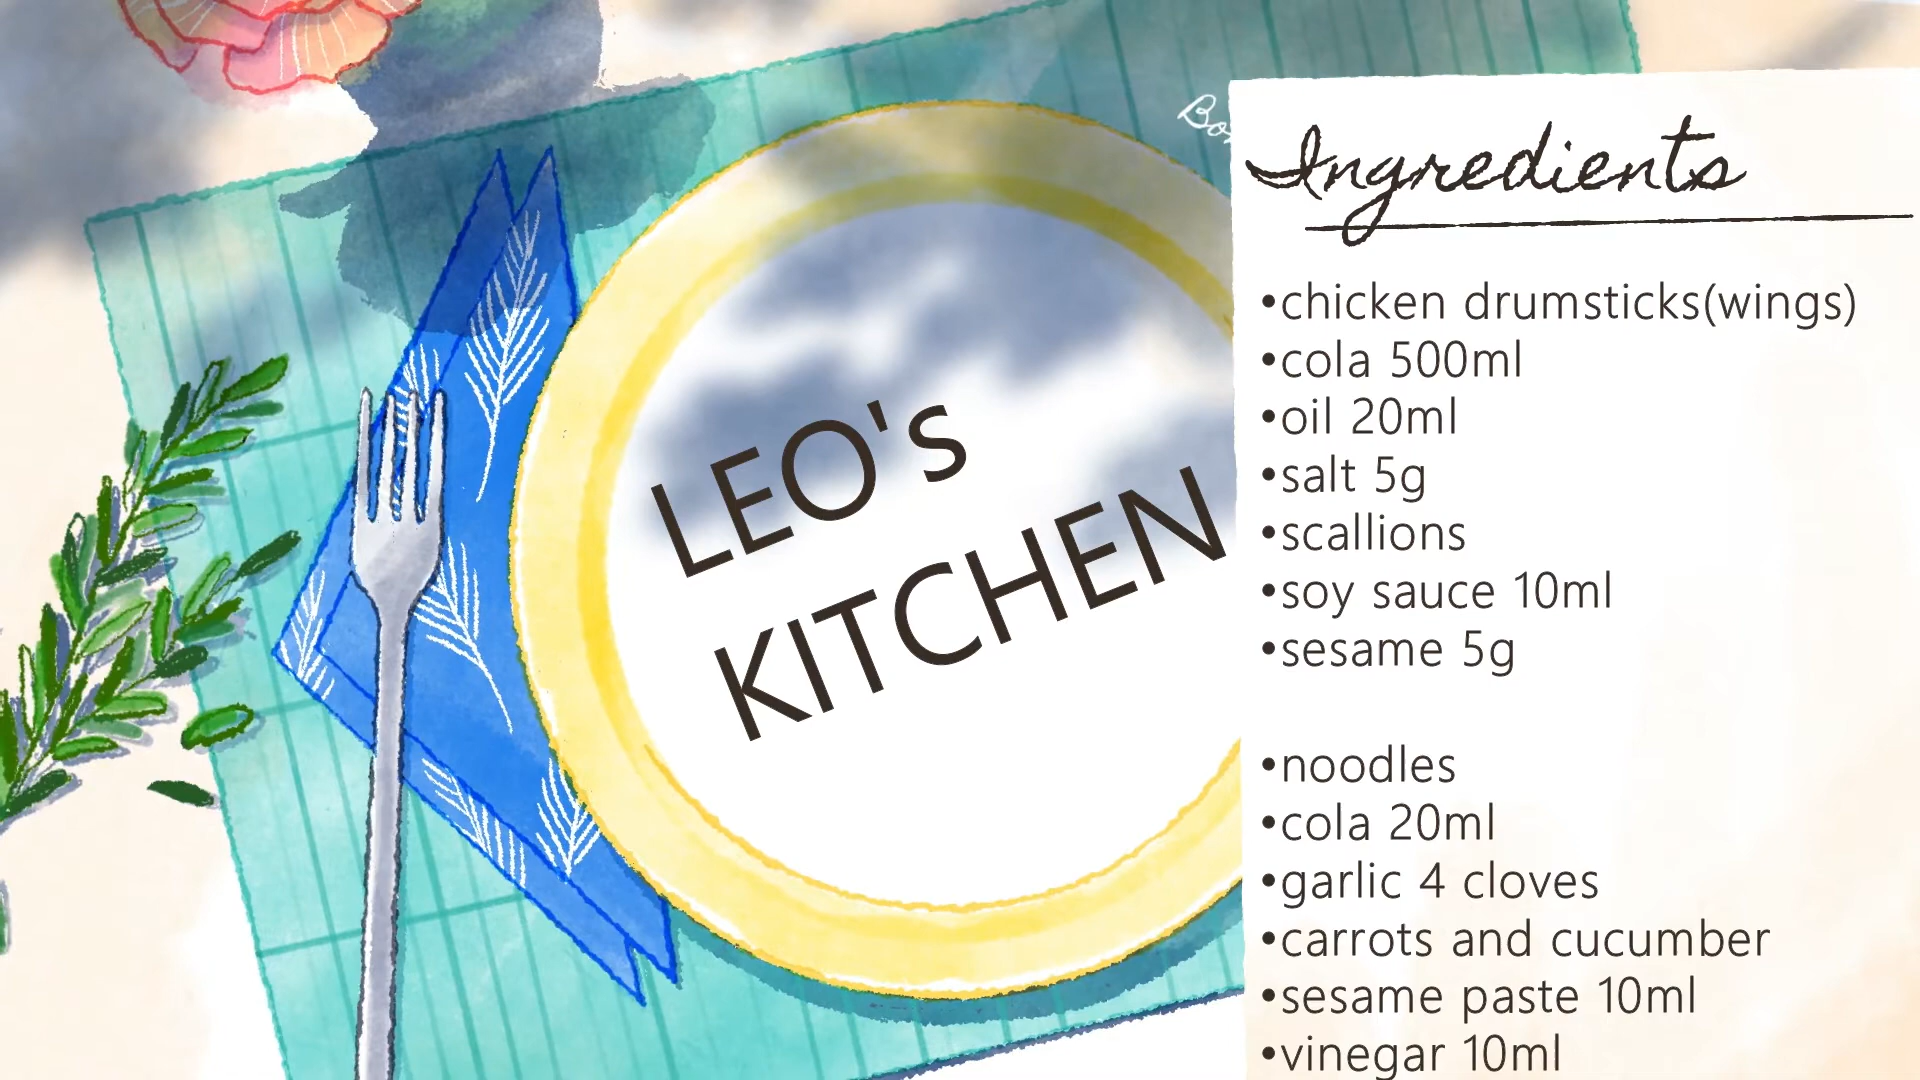 LEO's
KITCHEN
Ingredients
•chicken drumsticks(wings)
•cola 500ml
•oil 20ml
•salt 5g
•scallions
•soy sauce 10ml
•sesame 5g
•noodles
•cola 20ml
•garlic 4 cloves
•carrots and cucumber
•sesame paste 10ml
•vinegar 10ml